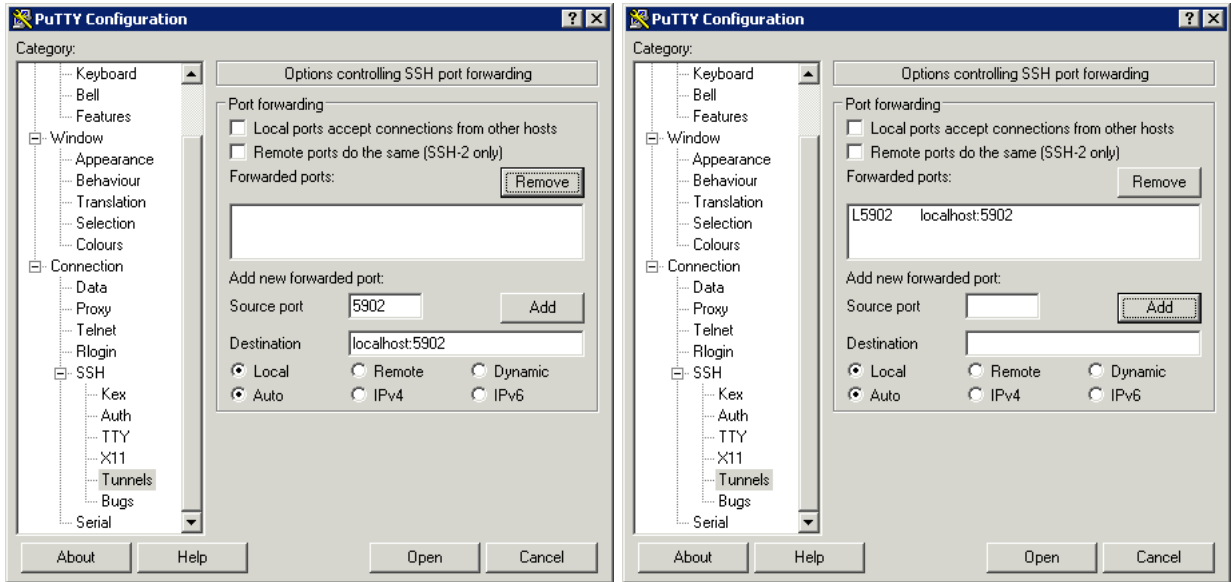 PuTTY Configuration
Category:
Keyboard
Bell
Features
Window
Appearance
Behaviour
Translation
Selection
Colours
Connection
Data
Proxy
Telnet
Rlogin
SSH
Kex
Auth
TTY
X11
Tunnels
Bugs
Serial
Options controlling SSH port forwarding
Port forwarding
Local ports accept connections from other hosts
Remote ports do the same (SSH-2 only)
Forwarded ports:
Remove
Add new forwarded port:
Source port 5902 Add
Destination localhost:5902
Local Remote Dynamic
Auto IPv4 IPv6
About Help Open Cancel
PuTTY Configuration
Category:
Keyboard
Bell
Features
Window
Appearance
Behaviour
Translation
Selection
Colours
Connection
Data
Proxy
Telnet
Rlogin
SSH
Kex
Auth
TTY
X11
Tunnels
Bugs
Serial
Options controlling SSH port forwarding
Port forwarding
Local ports accept connections from other hosts
Remote ports do the same (SSH-2 only)
Forwarded ports:
Remove
L5902 localhost:5902
Add new forwarded port:
Source port Add
Destination
Local Remote Dynamic
Auto IPv4 IPv6
About Help Open Cancel